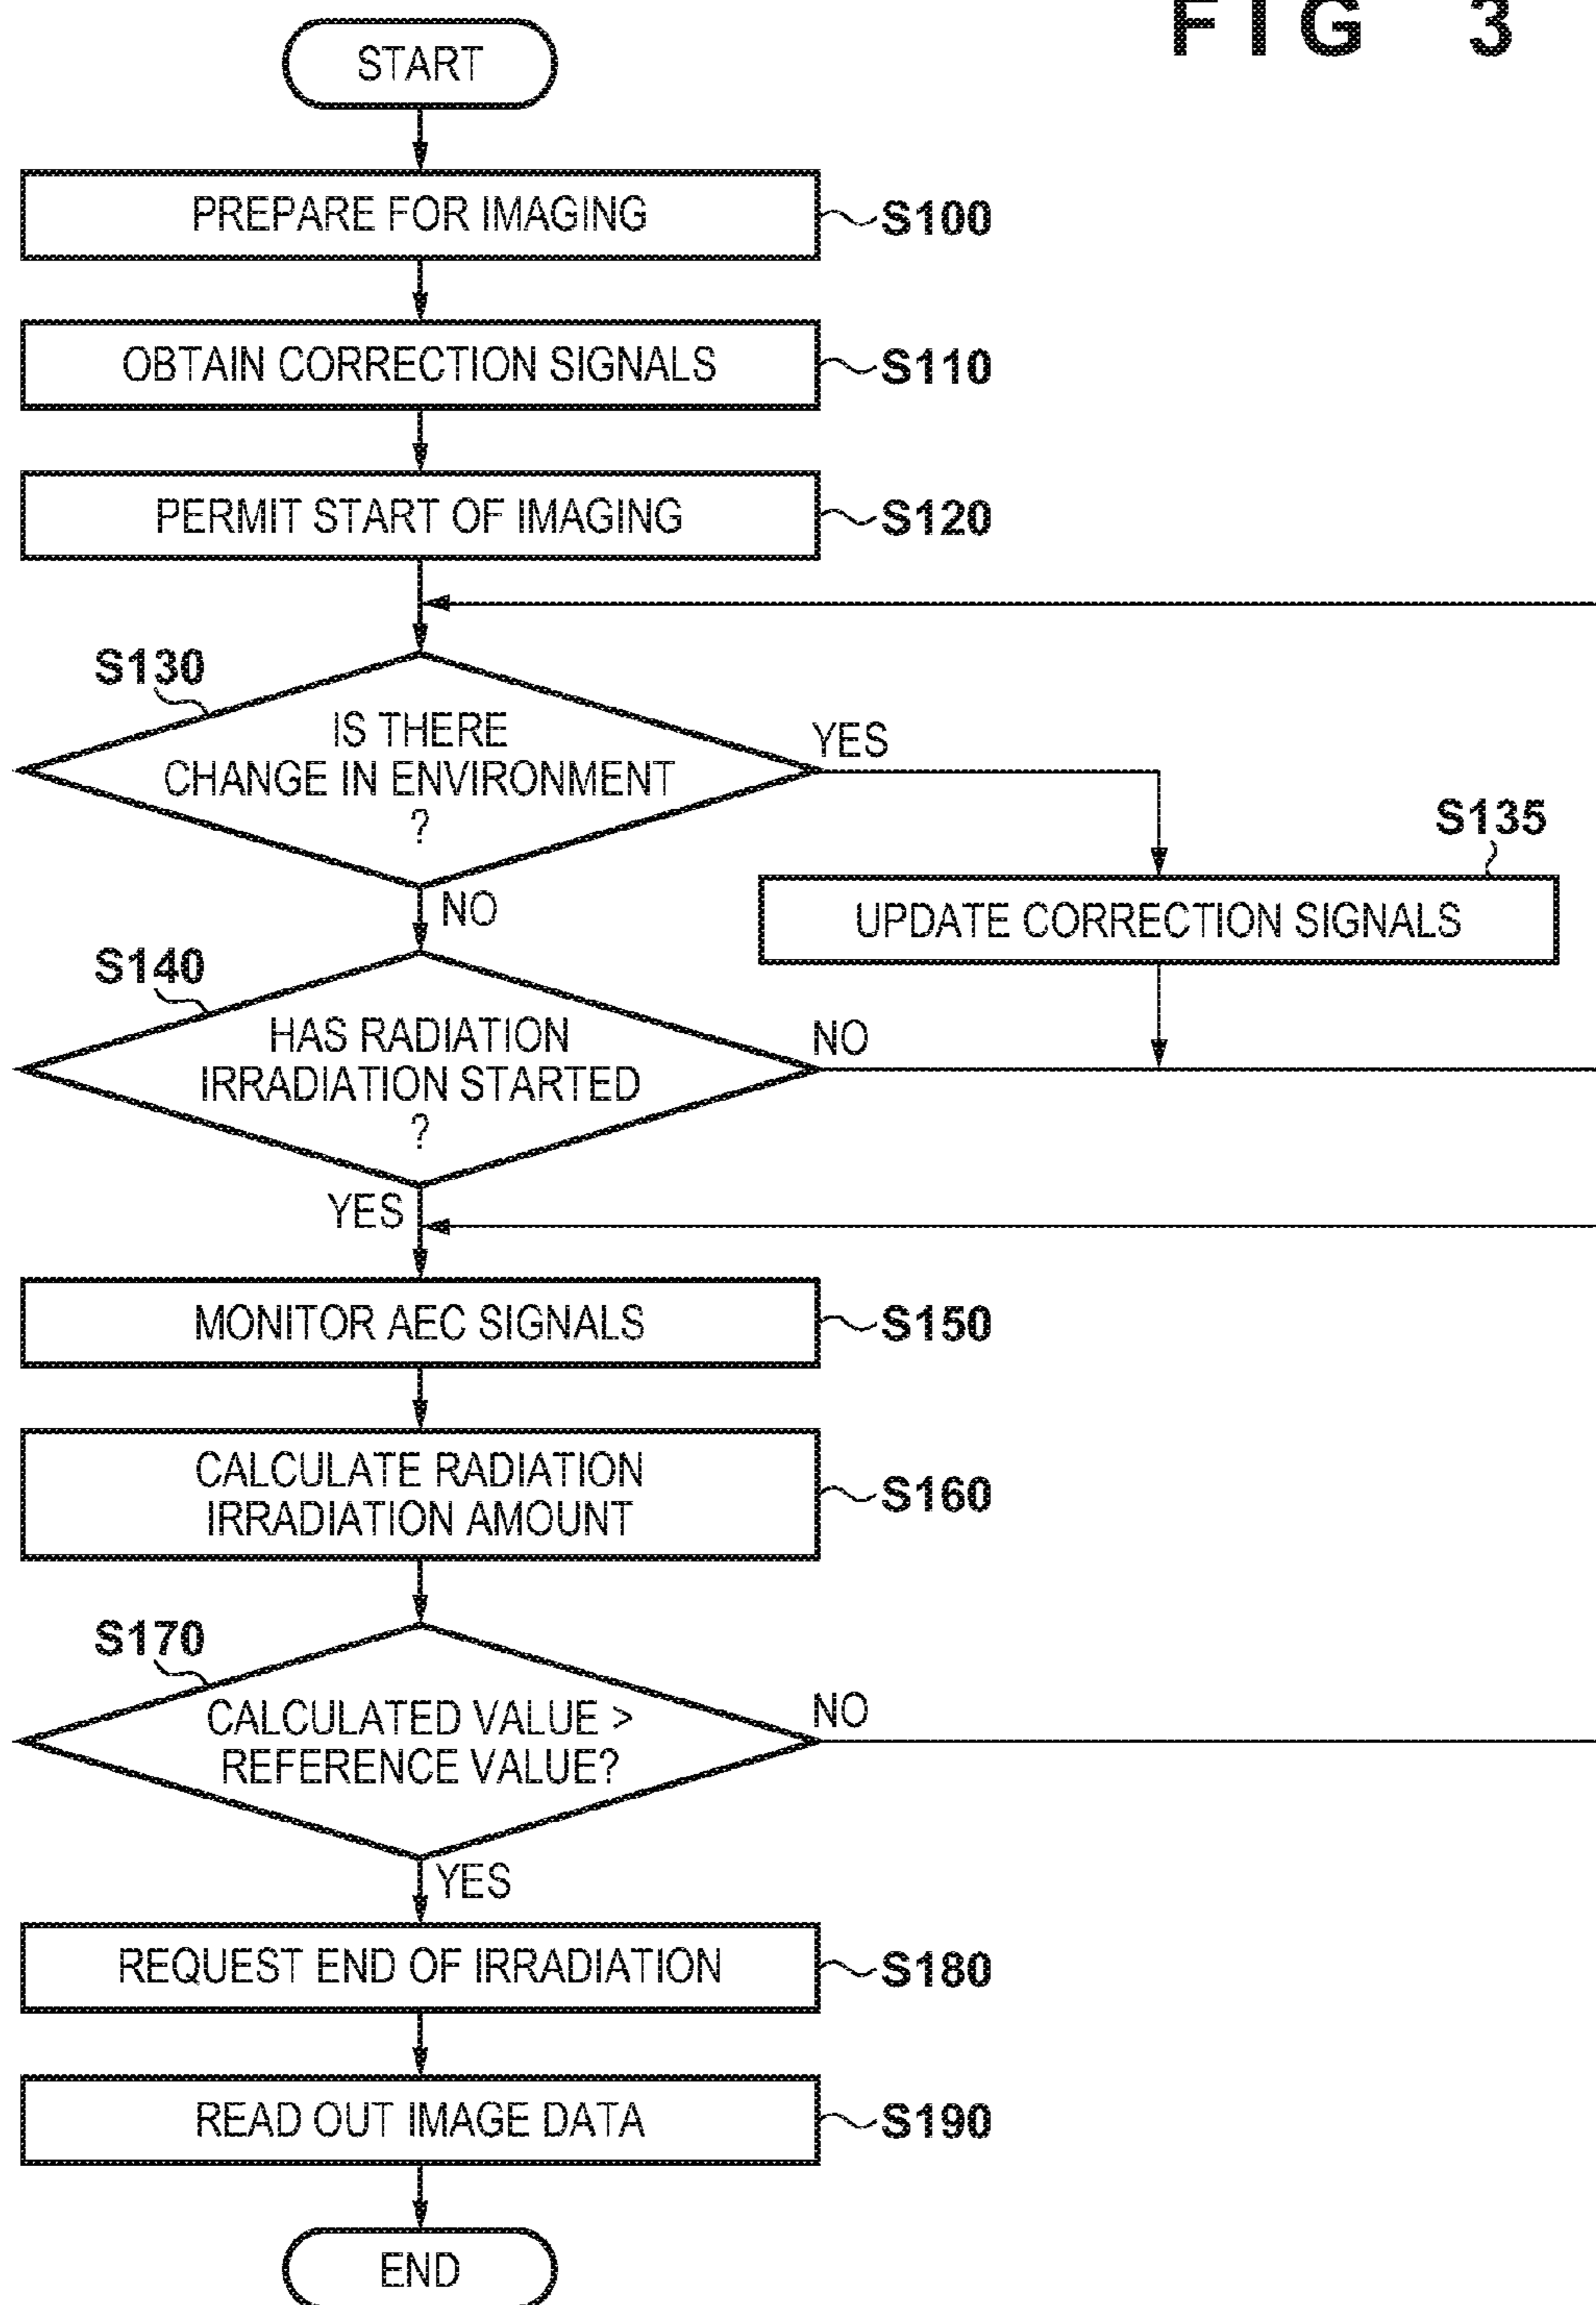 FIG 3
START
PREPARE FOR IMAGING
S100
OBTAIN CORRECTION SIGNALS
S110
PERMIT START OF IMAGING
S120
S130
IS THERE
CHANGE IN ENVIRONMENT
?
YES
NO
S135
UPDATE CORRECTION SIGNALS
S140
HAS RADIATION
IRRADIATION STARTED
?
NO
YES
MONITOR AEC SIGNALS
S150
CALCULATE RADIATION
IRRADIATION AMOUNT
S160
S170
CALCULATED VALUE >
REFERENCE VALUE?
NO
YES
REQUEST END OF IRRADIATION
S180
READ OUT IMAGE DATA
S190
END